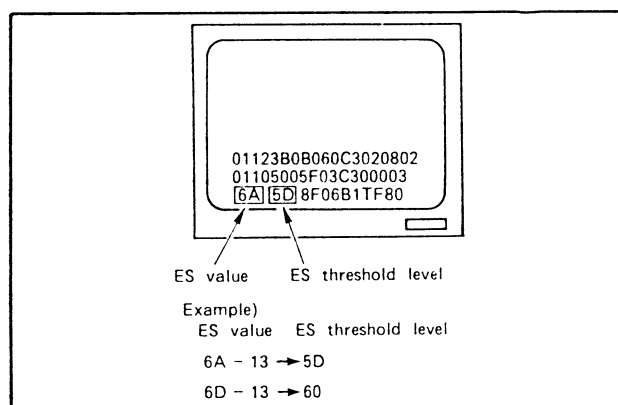 01123B0B060C3020802
01105005F03C300003
6A 5D 8F06B1TF80
ES value ES threshold level
Example)
ES value ES threshold level
6A - 13 → 5D
6D - 13 → 60